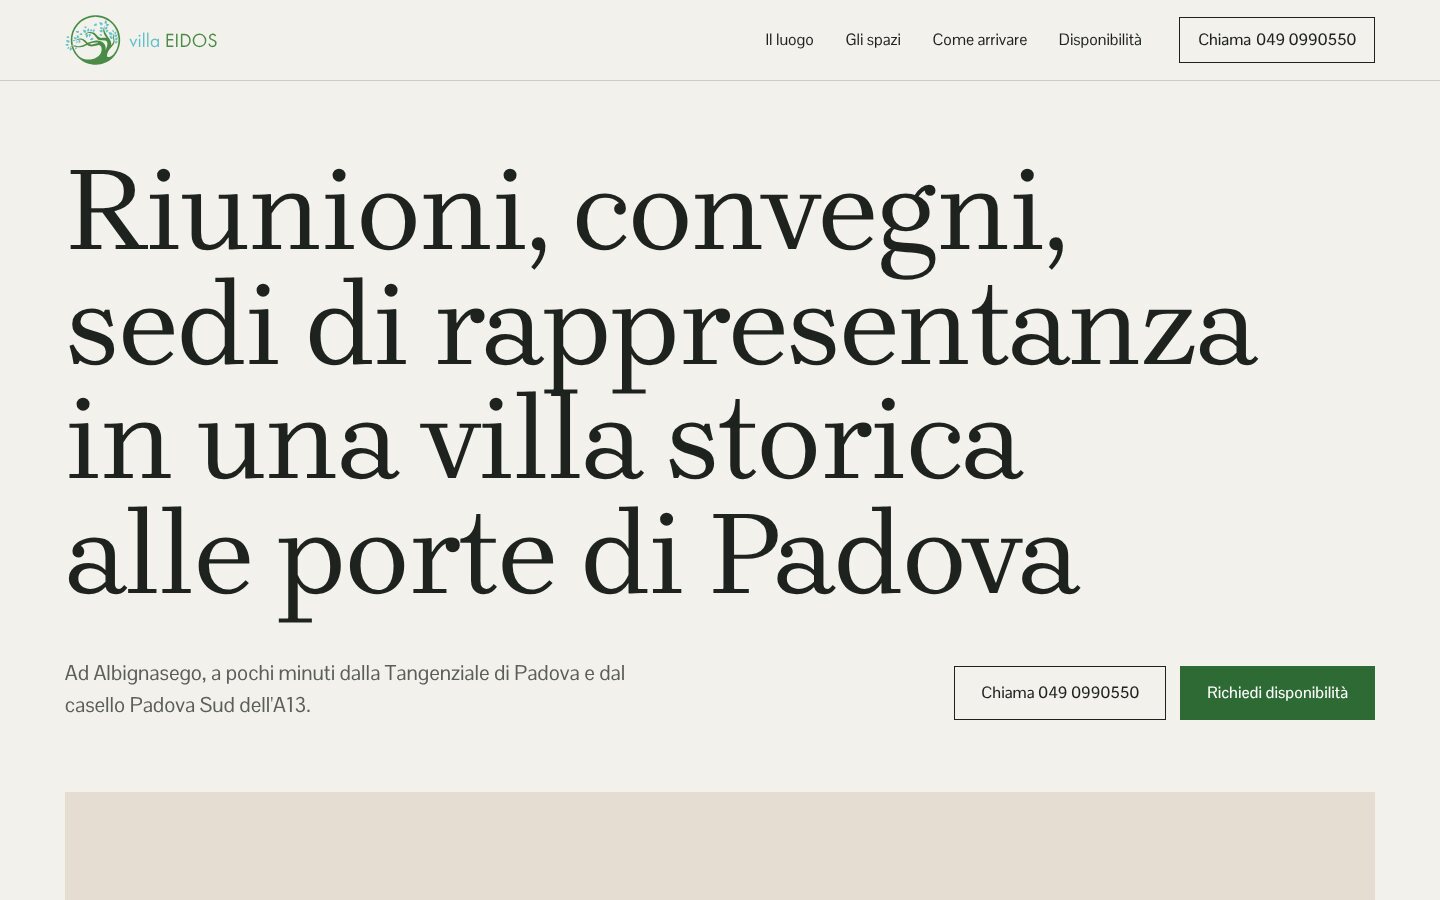 villa EIDOS
Il luogo
Gli spazi
Come arrivare
Disponibilità
Chiama 049 0990550
Riunioni, convegni,
sedi di rappresentanza
in una villa storica
alle porte di Padova
Ad Albignasego, a pochi minuti dalla Tangenziale di Padova e dal
casello Padova Sud dell'A13.
Chiama 049 0990550
Richiedi disponibilità